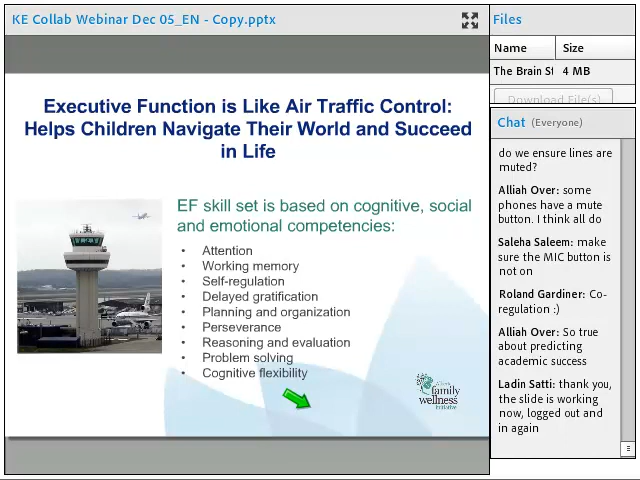 KE Collab Webinar Dec 05_EN - Copy.pptx
Executive Function is Like Air Traffic Control:
Helps Children Navigate Their World and Succeed
in Life
EF skill set is based on cognitive, social
and emotional competencies:
• Attention
• Working memory
• Self-regulation
• Delayed gratification
• Planning and organization
• Perseverance
• Reasoning and evaluation
• Problem solving
• Cognitive flexibility
family
wellness
initiative
Files
Name Size
The Brain St 4 MB
Download File(s)
Chat (Everyone)
do we ensure lines are
muted?
Alliah Over: some
phones have a mute
button. I think all do
Saleha Saleem: make
sure the MIC button is
not on
Roland Gardiner: Co-
regulation :)
Alliah Over: So true
about predicting
academic success
Ladin Satti: thank you,
the slide is working
now, logged out and
in again